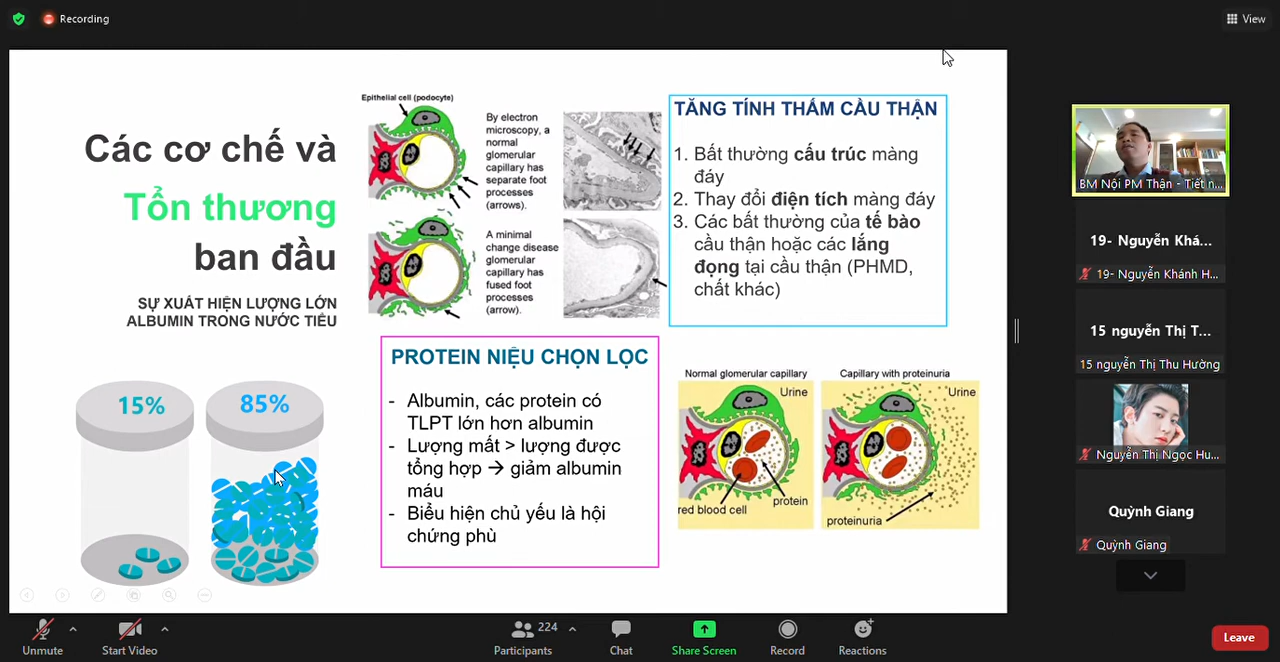 Recording
View
Các cơ chế và
Tổn thương
ban đầu
SỰ XUẤT HIỆN LƯỢNG LỚN
ALBUMIN TRONG NƯỚC TIỂU
15%
85%
Epithelial cell (podocyte)
By electron
microscopy, a
normal
glomerular
capillary has
separate foot
processes
(arrows).
A minimal
change disease
glomerular
capillary has
fused foot
processes
(arrow).
TĂNG TÍNH THẤM CẦU THẬN
1. Bất thường cấu trúc màng
đáy
2. Thay đổi điện tích màng đáy
3. Các bất thường của tế bào
cầu thận hoặc các lắng
đọng tại cầu thận (PHMD,
chất khác)
PROTEIN NIỆU CHỌN LỌC
- Albumin, các protein có
TLPT lớn hơn albumin
- Lượng mất > lượng được
tổng hợp → giảm albumin
máu
- Biểu hiện chủ yếu là hội
chứng phù
Normal glomerular capillary
Urine
red blood cell
protein
Capillary with proteinuria
Urine
proteinuria
BM Nội PM Thận - Tiết n...
19- Nguyễn Khá...
19- Nguyễn Khánh H...
15 nguyễn Thị T...
15 nguyễn Thị Thu Hường
Nguyễn Thị Ngọc Hu...
Quỳnh Giang
Quỳnh Giang
Unmute
Start Video
224
Participants
Chat
Share Screen
Record
Reactions
Leave